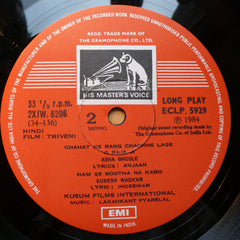 REGD. TRADE MARK OF
THE GRAMOPHONE CO., LTD.
HIS MASTER'S VOICE
33 ⅓ r.p.m.
2XJW. 6286
(34-136)
HINDI
FILM: TRIVENI
2
MONO
LONG PLAY
ECLP. 5929
℗ 1984
Original sound recording made by
The Gramophone Co. of India Ltd.
CHAHAT KE RANG CHADHNE LAGE
ASHA BHOSLE
LYRICS: ANJAAN
HAM SE ROOTHA NA KARO
SURESH WADKAR
LYRIC: INDEEWAR
KUSUM FILMS INTERNATIONAL
MUSIC: LAXMIKANT PYARELAL
EMI
MADE IN INDIA